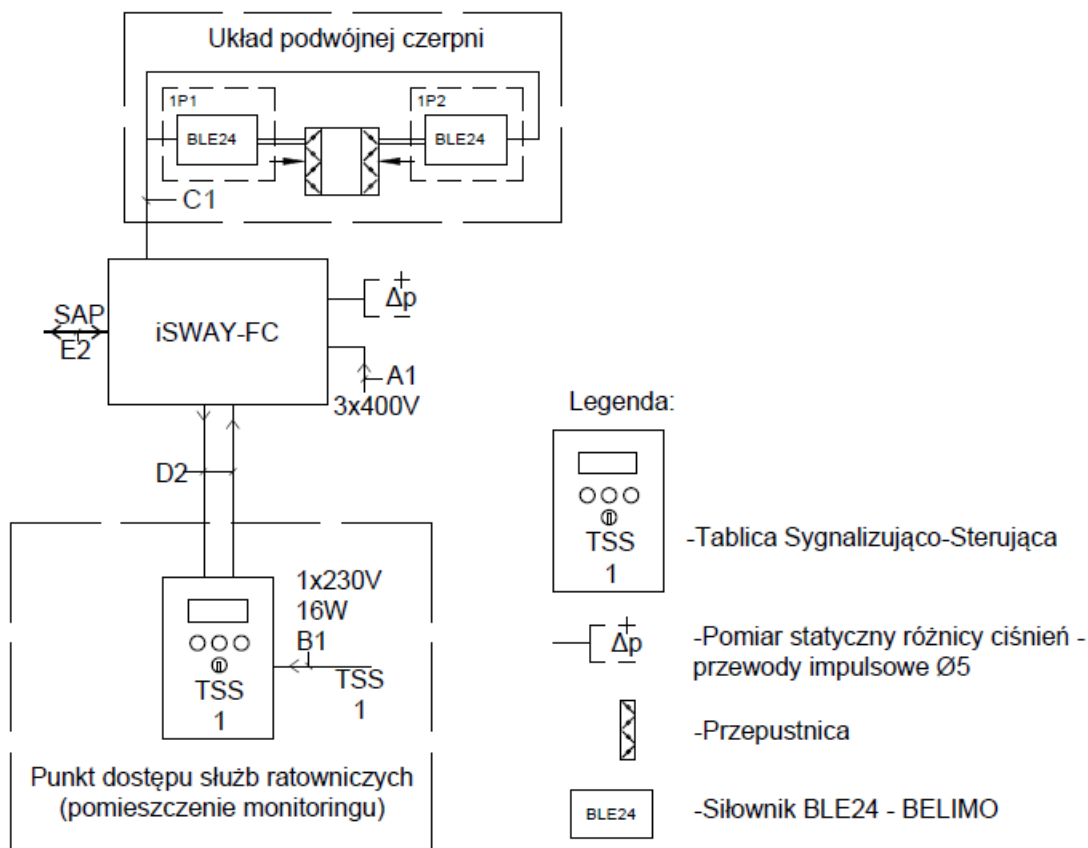 Układ podwójnej czerpni
1P1
1P2
BLE24
BLE24
C1
iSWAY-FC
+
Δp
SAP
E2
A1
3x400V
D2
1x230V
16W
B1
TSS
1
TSS
1
Punkt dostępu służb ratowniczych
(pomieszczenie monitoringu)
Legenda:
TSS
1
-Tablica Sygnalizująco-Sterująca
+
Δp
-Pomiar statyczny różnicy ciśnień -
przewody impulsowe Ø5
-Przepustnica
BLE24
-Siłownik BLE24 - BELIMO